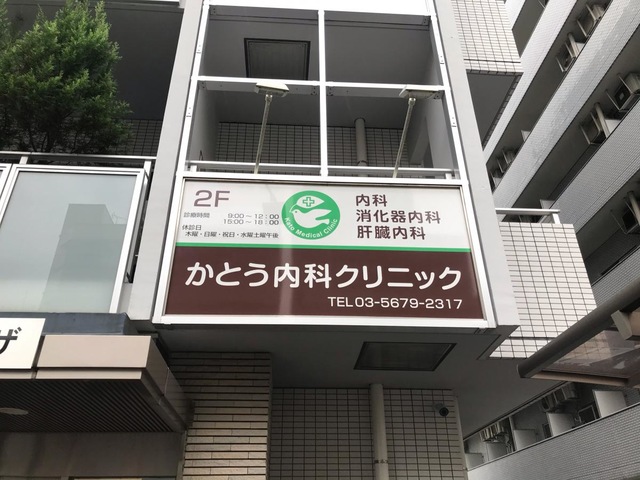 2F
診療時間 9:00～12:00
15:00～18:00
休診日
木曜・日曜・祝日・水曜土曜午後
Kato Medical Clinic
内科
消化器内科
肝臓内科
かとう内科クリニック
TEL03-5679-2317
ザ